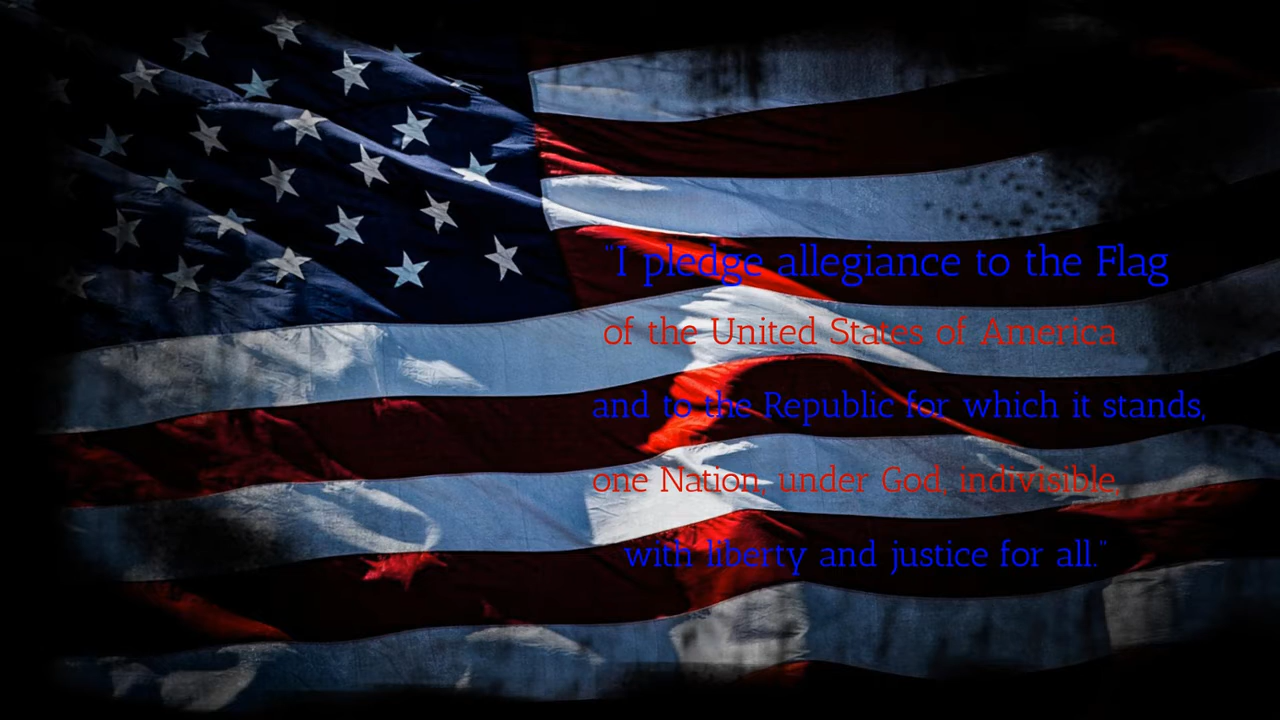 "I pledge allegiance to the Flag
of the United States of America
and to the Republic for which it stands,
one Nation, under God, indivisible,
with liberty and justice for all."